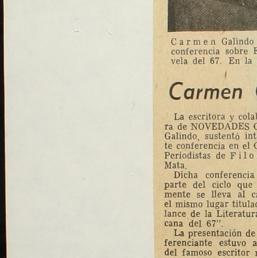 Carmen Galindo
conferencia sobre
vela del 67. En la
Carmen
La escritora y colab
ra de NOVEDADES
Galindo, sustentó int
te conferencia en el
Periodistas de Filo
Mata.
Dicha conferencia
parte del ciclo que
mente se lleva al c
el mismo lugar titulad
lance de la Literatur
cana del 67".
La presentación de
ferenciante estuvo a
del famoso escritor